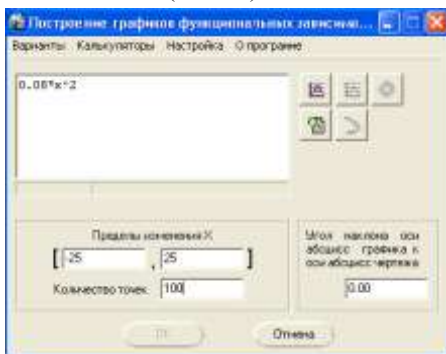 Построение графиков функциональных зависимо...
Варианты Калькуляторы Настройка О программе
0.08*x^2
Пределы изменения X
[ -25 , 25 ]
Количество точек 100
Угол наклона оси
абсцисс графика к
оси абсцисс чертежа
0.00
Отмена